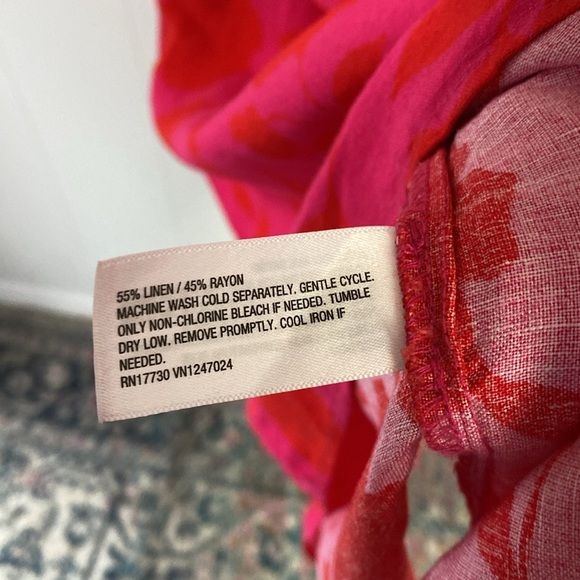 55% LINEN / 45% RAYON
MACHINE WASH COLD SEPARATELY. GENTLE CYCLE.
ONLY NON-CHLORINE BLEACH IF NEEDED. TUMBLE
DRY LOW. REMOVE PROMPTLY. COOL IRON IF
NEEDED.
RN17730 VN1247024